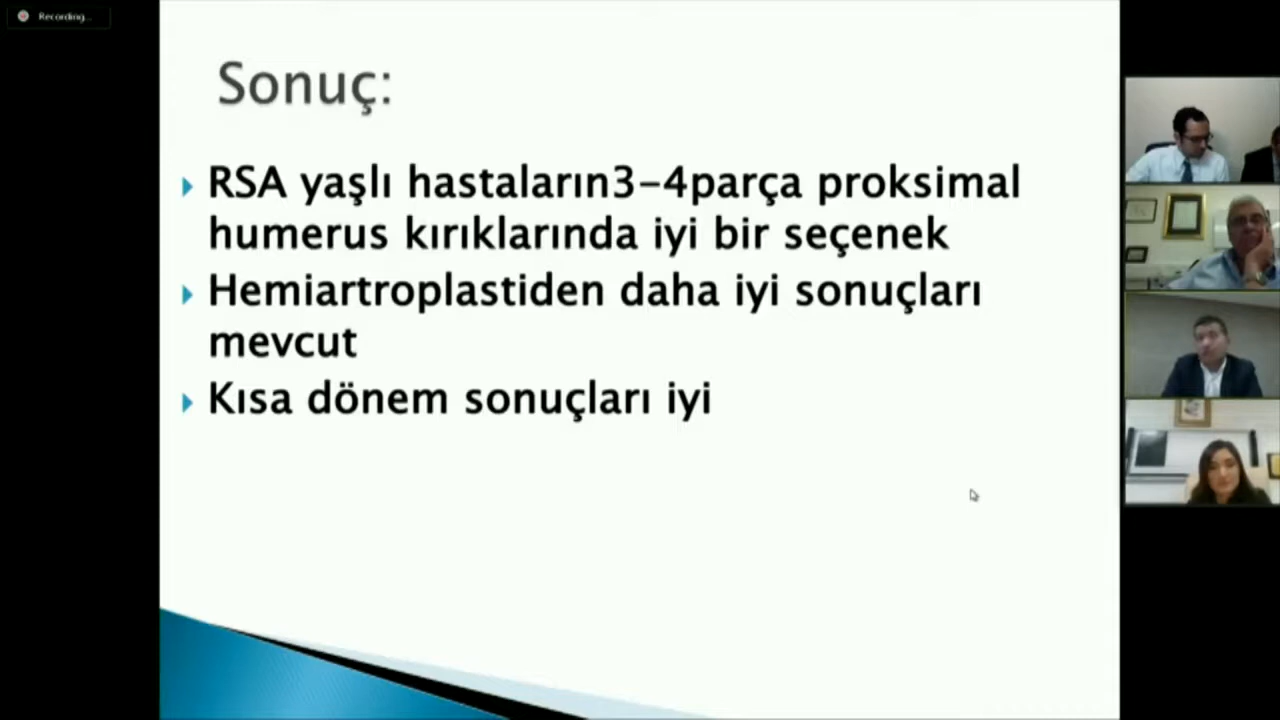 Recording...
Sonuç:
RSA yaşlı hastaların3-4parça proksimal
humerus kırıklarında iyi bir seçenek
Hemiartroplastiden daha iyi sonuçları
mevcut
Kısa dönem sonuçları iyi